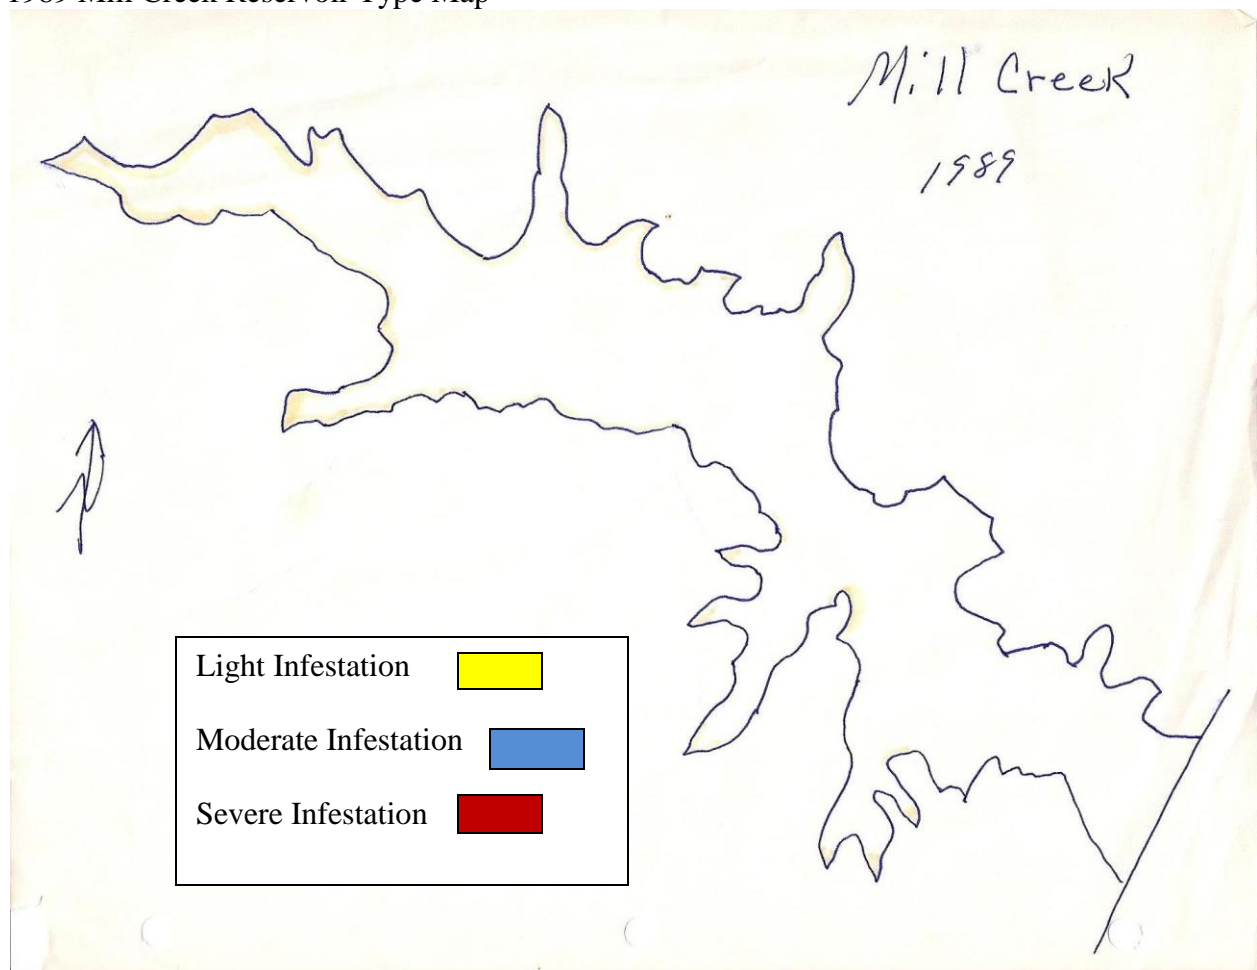 1989 Mill Creek Reservoir Type Map
Mill Creek
1989
Light Infestation
Moderate Infestation
Severe Infestation